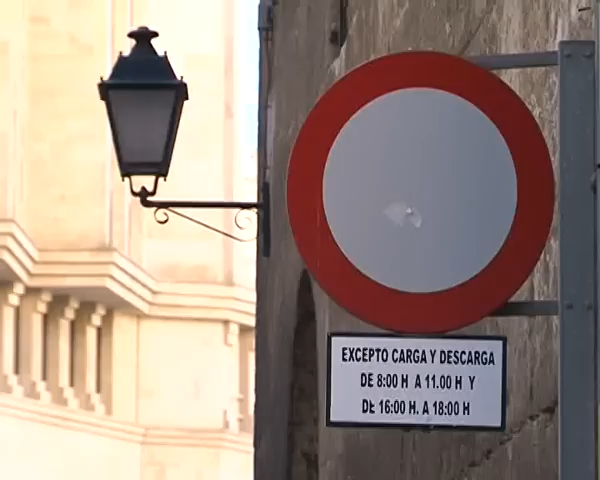 EXCEPTO CARGA Y DESCARGA
DE 8:00 H A 11.00 H Y
DE 16:00 H. A 18:00 H